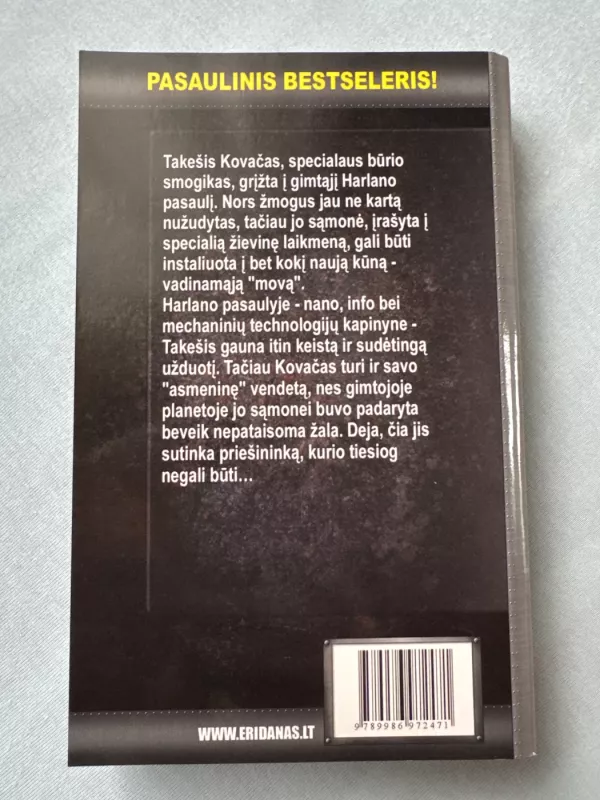 PASAULINIS BESTSELERIS!
Takešis Kovačas, specialaus būrio
smogikas, grįžta į gimtąjį Harlano
pasaulį. Nors žmogus jau ne kartą
nužudytas, tačiau jo sąmonė, įrašyta į
specialią žievinę laikmeną, gali būti
instaliuota į bet kokį naują kūną -
vadinamąją "movą".
Harlano pasaulyje - nano, info bei
mechaninių technologijų kapinyne -
Takešis gauna itin keistą ir sudėtingą
užduotį. Tačiau Kovačas turi ir savo
"asmeninę" vendetą, nes gimtojoje
planetoje jo sąmonei buvo padaryta
beveik nepataisoma žala. Deja, čia jis
sutinka priešininką, kurio tiesiog
negali būti...
WWW.ERIDANAS.LT
9 789986 972471